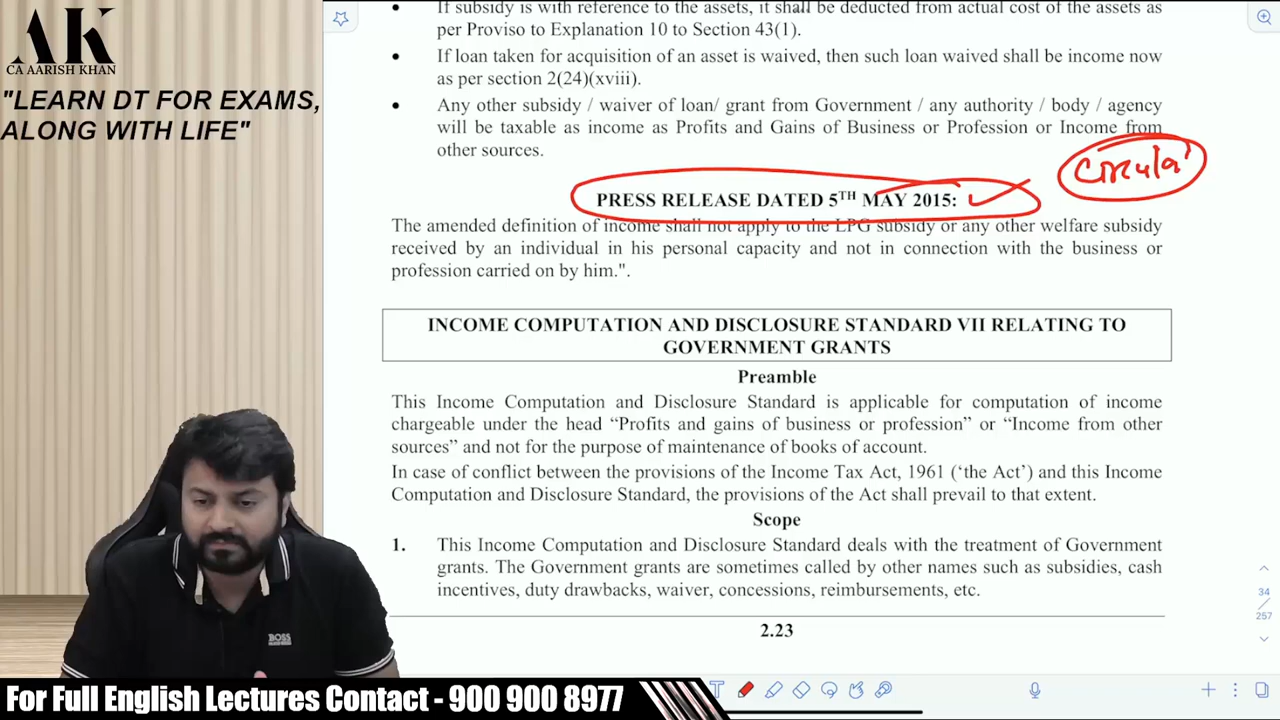 AK
CA AARISH KHAN
"LEARN DT FOR EXAMS,
ALONG WITH LIFE"
• If subsidy is with reference to the assets, it shall be deducted from actual cost of the assets as
per Proviso to Explanation 10 to Section 43(1).
• If loan taken for acquisition of an asset is waived, then such loan waived shall be income now
as per section 2(24)(xviii).
• Any other subsidy / waiver of loan/ grant from Government / any authority / body / agency
will be taxable as income as Profits and Gains of Business or Profession or Income from
other sources.
circular
PRESS RELEASE DATED 5TH MAY 2015:
The amended definition of income shall not apply to the LPG subsidy or any other welfare subsidy
received by an individual in his personal capacity and not in connection with the business or
profession carried on by him.".
INCOME COMPUTATION AND DISCLOSURE STANDARD VII RELATING TO
GOVERNMENT GRANTS
Preamble
This Income Computation and Disclosure Standard is applicable for computation of income
chargeable under the head “Profits and gains of business or profession” or “Income from other
sources” and not for the purpose of maintenance of books of account.
In case of conflict between the provisions of the Income Tax Act, 1961 (‘the Act’) and this Income
Computation and Disclosure Standard, the provisions of the Act shall prevail to that extent.
Scope
1. This Income Computation and Disclosure Standard deals with the treatment of Government
grants. The Government grants are sometimes called by other names such as subsidies, cash
incentives, duty drawbacks, waiver, concessions, reimbursements, etc.
2.23
34
257
BOSS
For Full English Lectures Contact - 900 900 8977